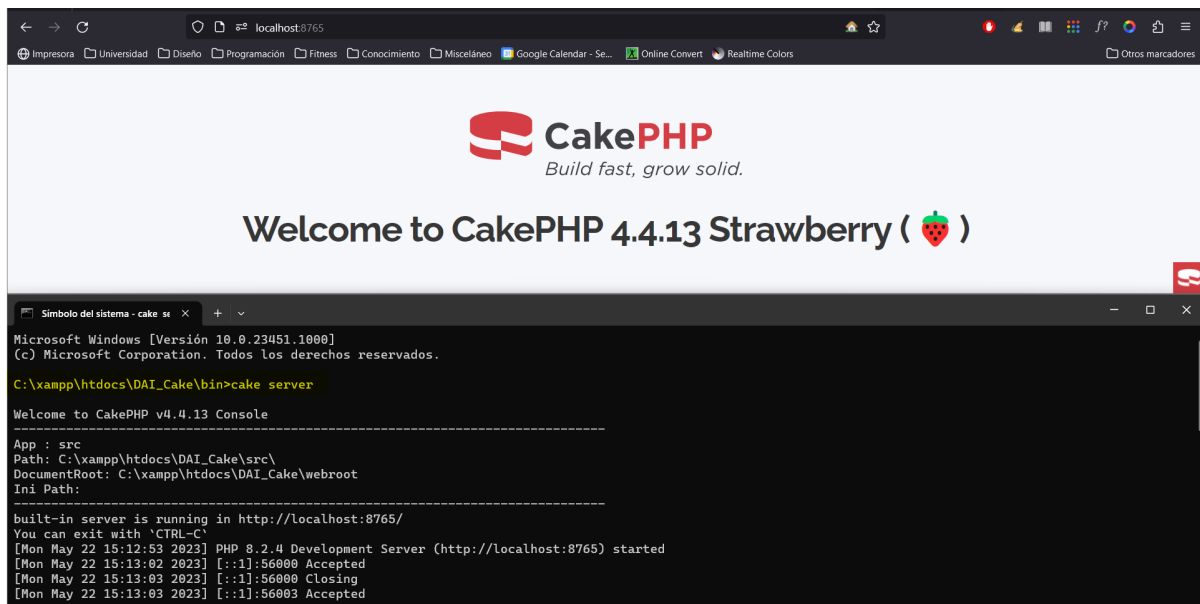 localhost:8765
Impresora Universidad Diseño Programación Fitness Conocimiento Misceláneo Google Calendar - Se... Online Convert Realtime Colors Otros marcadores
CakePHP
Build fast, grow solid.
Welcome to CakePHP 4.4.13 Strawberry ( 🍓 )
Símbolo del sistema - cake se
Microsoft Windows [Versión 10.0.23451.1000]
(c) Microsoft Corporation. Todos los derechos reservados.
C:\xampp\htdocs\DAI_Cake\bin>cake server
Welcome to CakePHP v4.4.13 Console
-------------------------------------------------------------------------------
App : src
Path: C:\xampp\htdocs\DAI_Cake\src\
DocumentRoot: C:\xampp\htdocs\DAI_Cake\webroot
Ini Path:
-------------------------------------------------------------------------------
built-in server is running in http://localhost:8765/
You can exit with `CTRL-C`
[Mon May 22 15:12:53 2023] PHP 8.2.4 Development Server (http://localhost:8765) started
[Mon May 22 15:13:02 2023] [::1]:56000 Accepted
[Mon May 22 15:13:03 2023] [::1]:56000 Closing
[Mon May 22 15:13:03 2023] [::1]:56003 Accepted